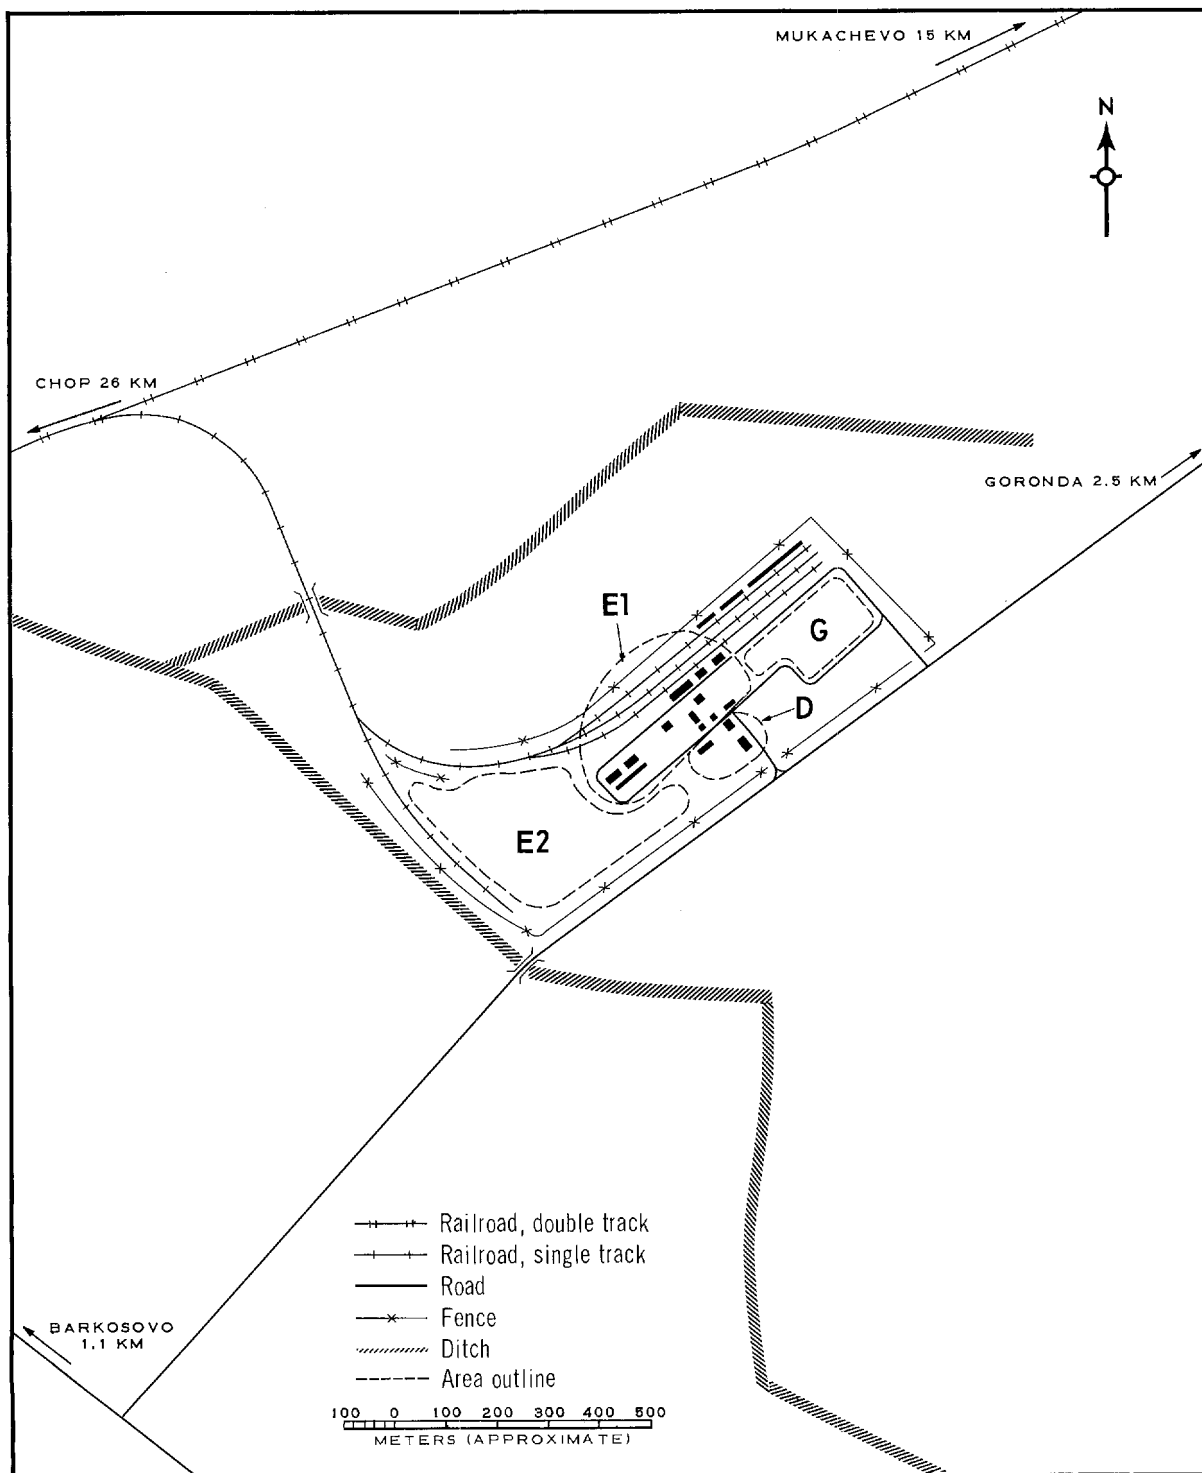 MUKACHEVO 15 KM
N
CHOP 26 KM
GORONDA 2.5 KM
E1
G
D
E2
Railroad, double track
Railroad, single track
Road
Fence
Ditch
Area outline
BARKOSOVO
1.1 KM
100 0 100 200 300 400 500
METERS (APPROXIMATE)